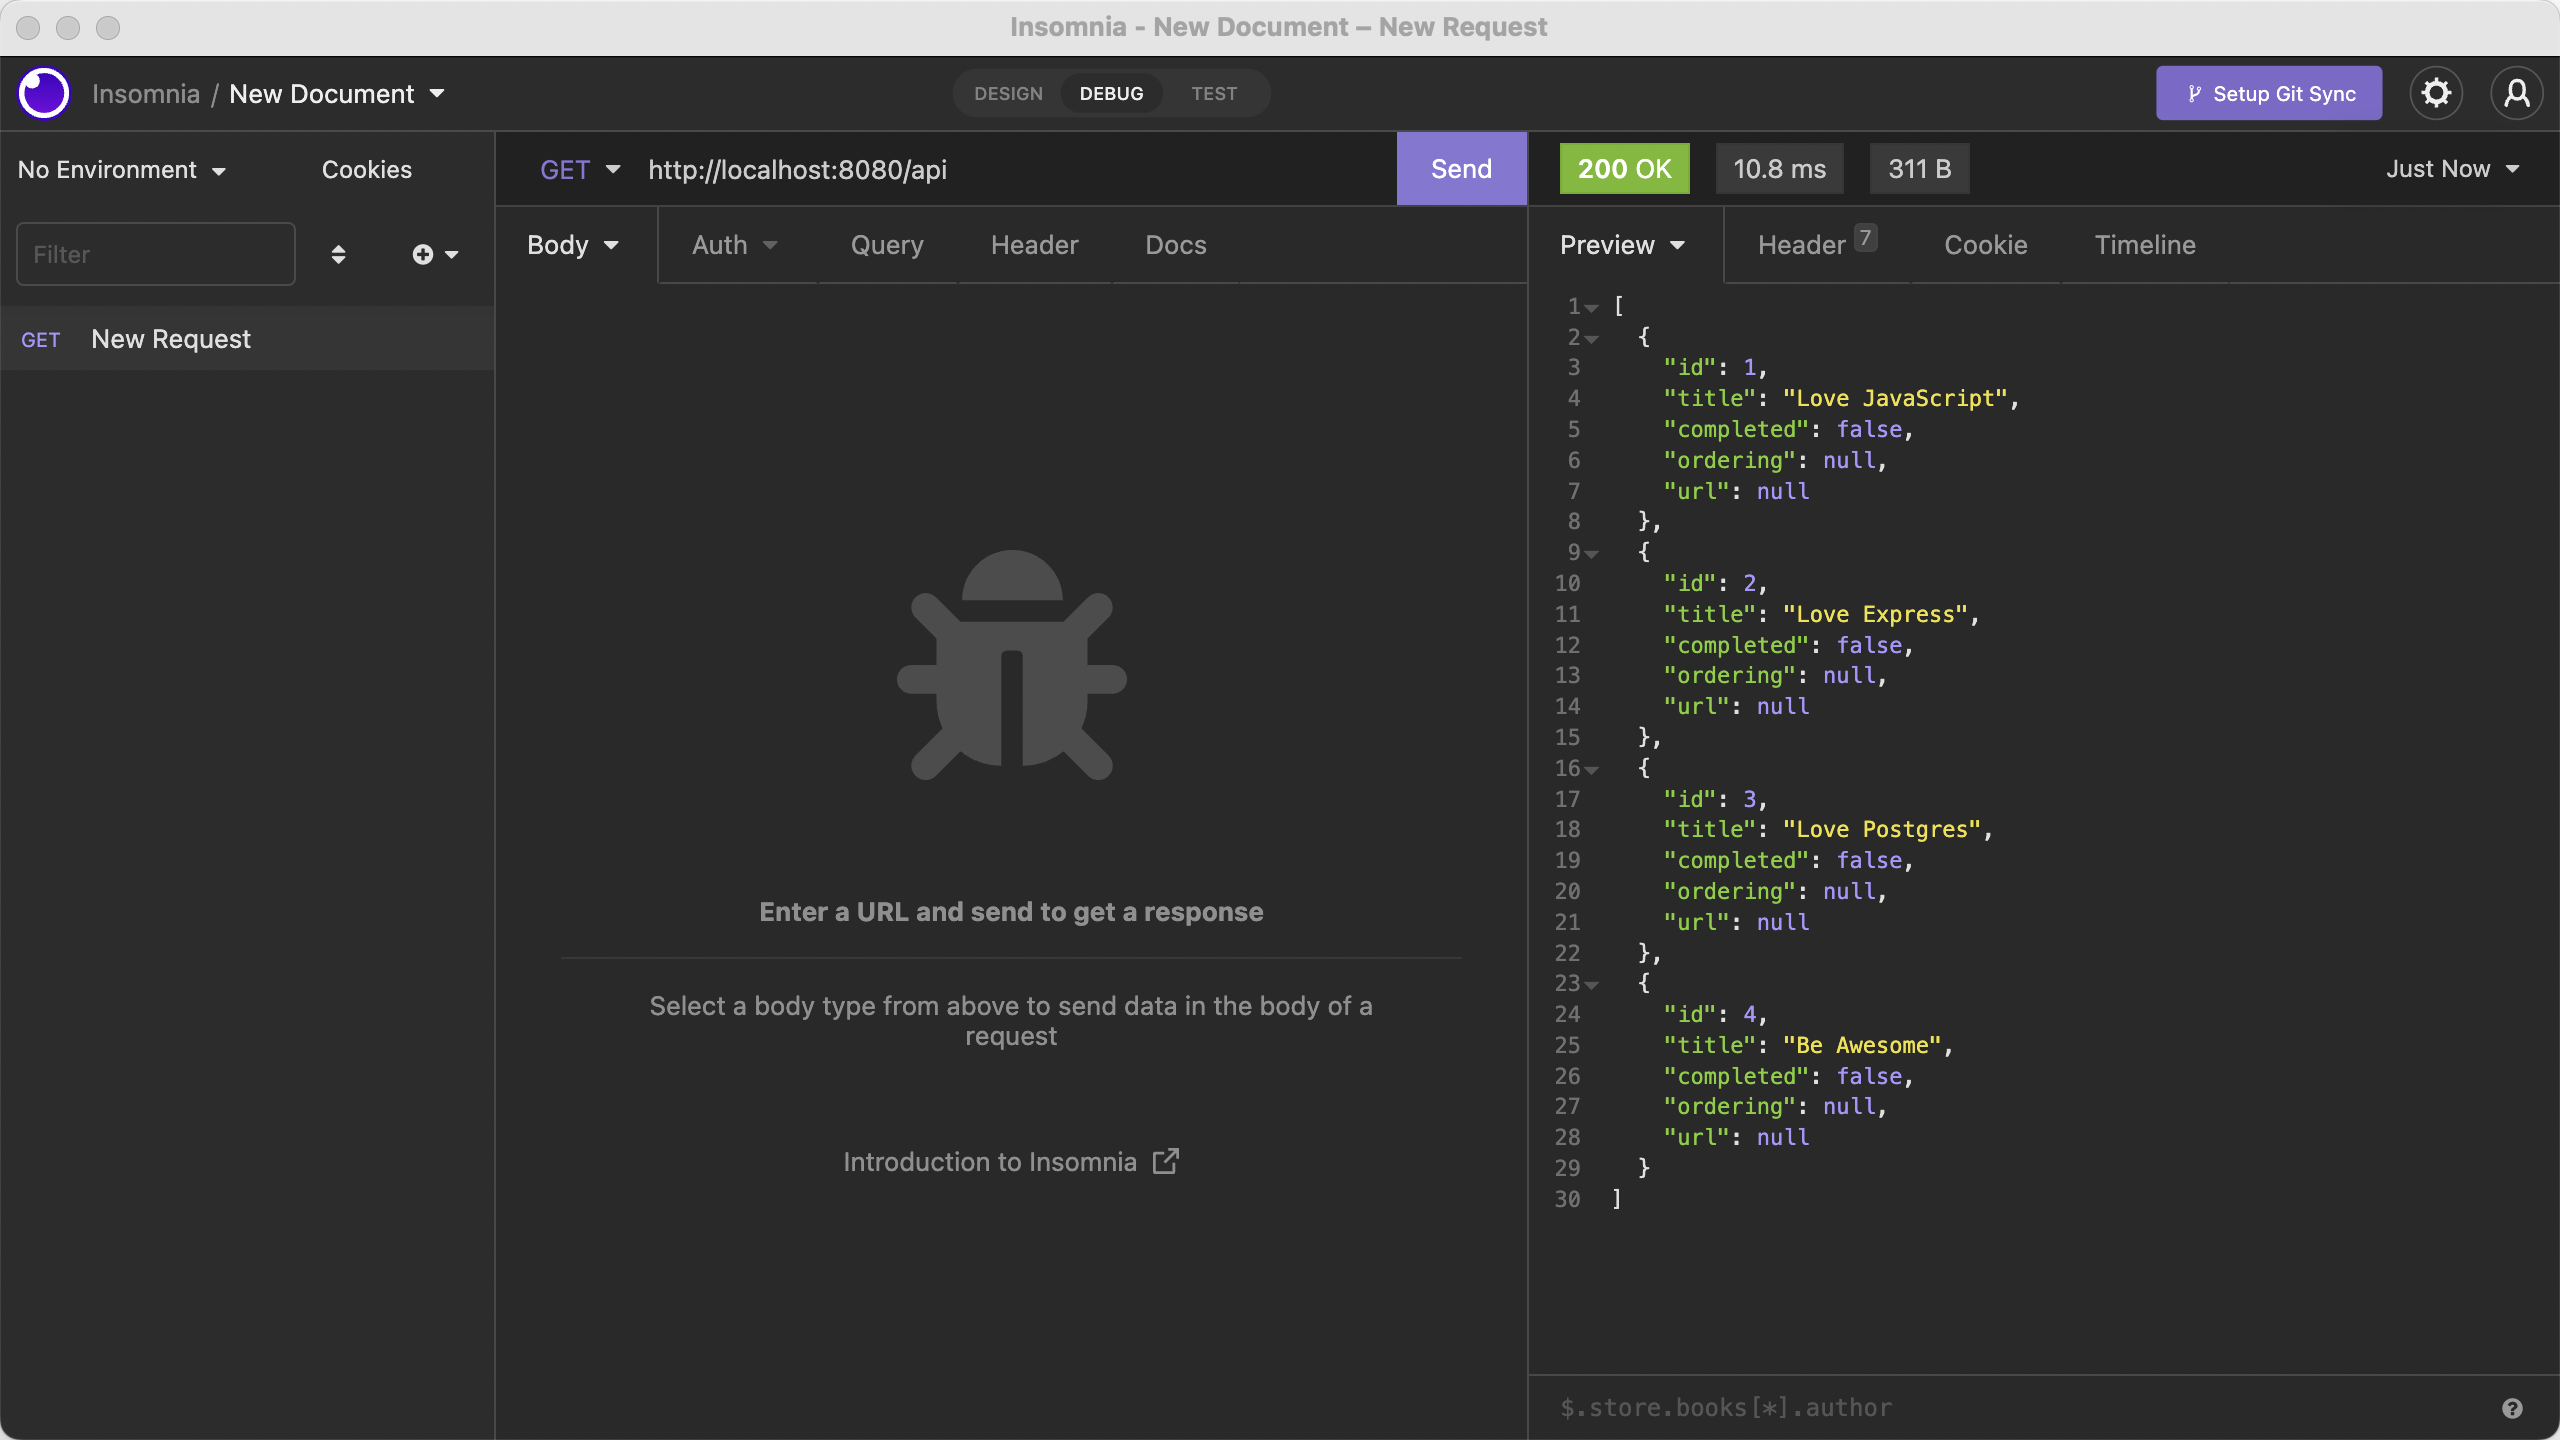 Insomnia - New Document – New Request
Insomnia / New Document
DESIGN DEBUG TEST
Setup Git Sync
No Environment Cookies
Filter
GET New Request
GET http://localhost:8080/api Send
Body Auth Query Header Docs
Enter a URL and send to get a response
Select a body type from above to send data in the body of a
request
Introduction to Insomnia
200 OK 10.8 ms 311 B Just Now
Preview Header 7 Cookie Timeline
1 [
2 {
3 "id": 1,
4 "title": "Love JavaScript",
5 "completed": false,
6 "ordering": null,
7 "url": null
8 },
9 {
10 "id": 2,
11 "title": "Love Express",
12 "completed": false,
13 "ordering": null,
14 "url": null
15 },
16 {
17 "id": 3,
18 "title": "Love Postgres",
19 "completed": false,
20 "ordering": null,
21 "url": null
22 },
23 {
24 "id": 4,
25 "title": "Be Awesome",
26 "completed": false,
27 "ordering": null,
28 "url": null
29 }
30 ]
$.store.books[*].author